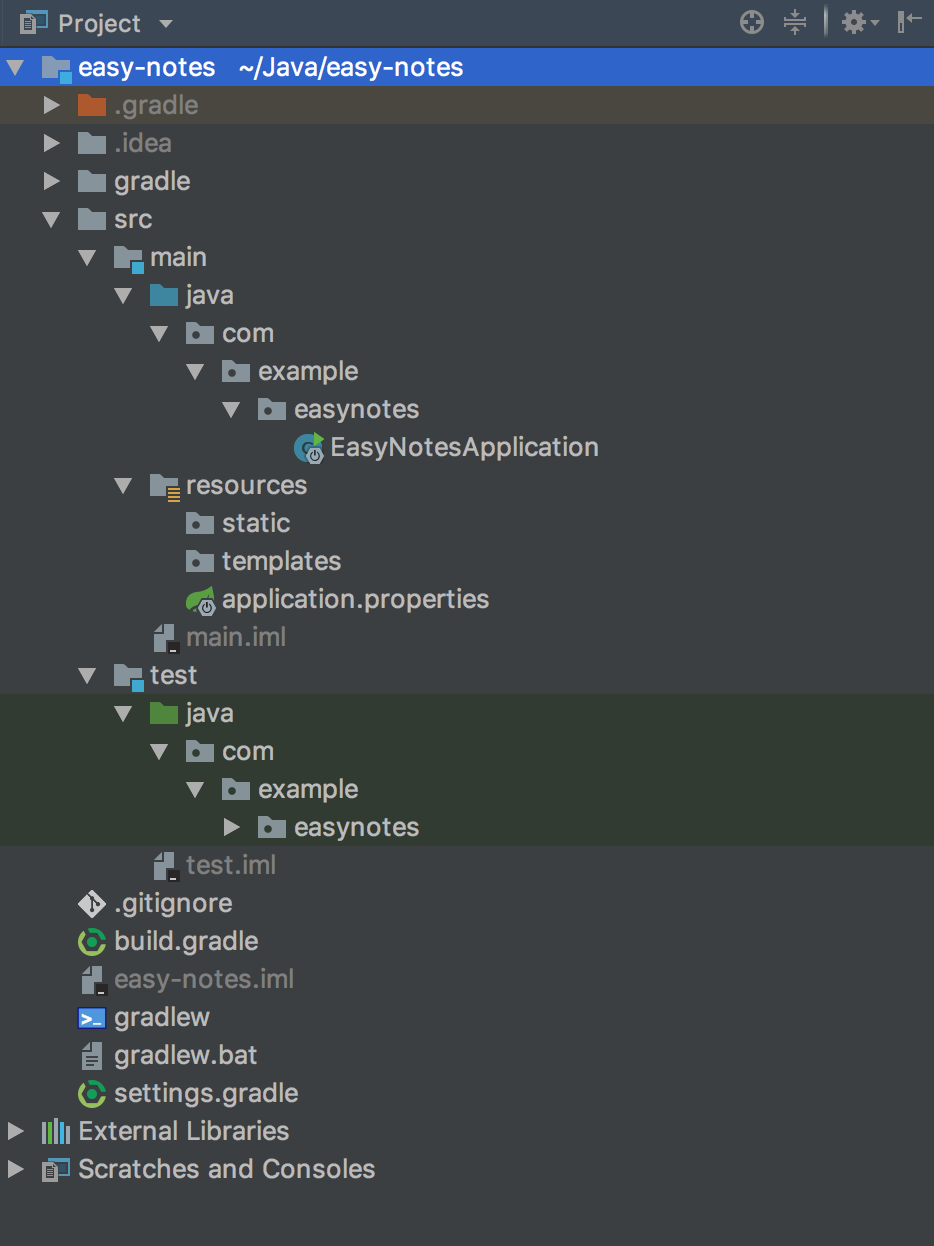 Project
easy-notes ~/Java/easy-notes
.gradle
.idea
gradle
src
main
java
com
example
easynotes
EasyNotesApplication
resources
static
templates
application.properties
main.iml
test
java
com
example
easynotes
test.iml
.gitignore
build.gradle
easy-notes.iml
gradlew
gradlew.bat
settings.gradle
External Libraries
Scratches and Consoles